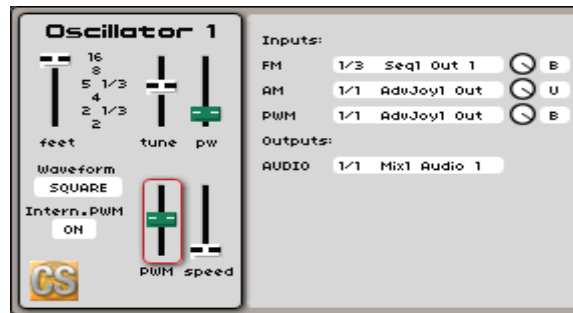 Oscillator 1
16
8
5 1/3
4
2 1/3
2
feet
tune
pw
Waveform
SQUARE
Intern.PWM
ON
PWM
speed
CS
Inputs:
FM 1/3 Seq1 Out 1 B
AM 1/1 AdvJoy1 Out U
PWM 1/1 AdvJoy1 Out B
Outputs:
AUDIO 1/1 Mix1 Audio 1